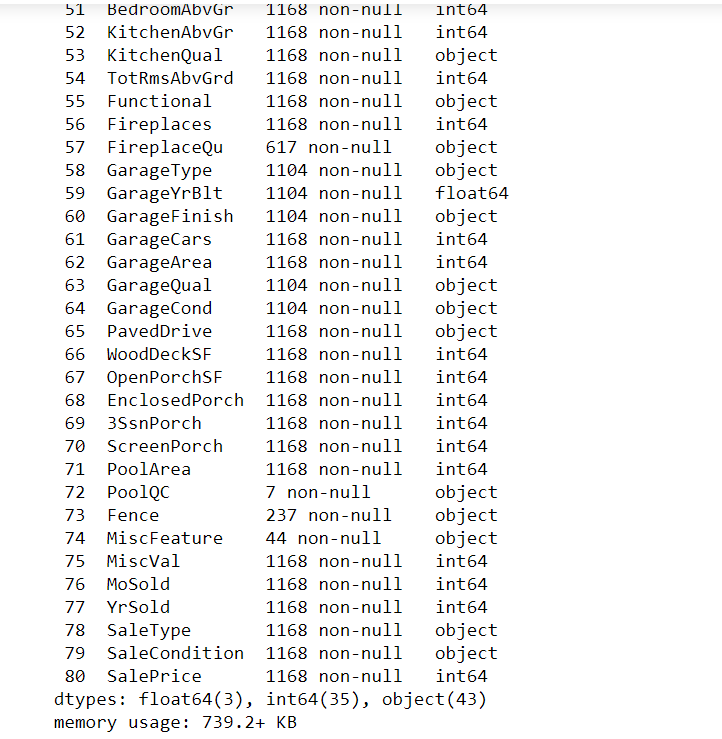 51 BedroomAbvGr 1168 non-null int64
52 KitchenAbvGr 1168 non-null int64
53 KitchenQual 1168 non-null object
54 TotRmsAbvGrd 1168 non-null int64
55 Functional 1168 non-null object
56 Fireplaces 1168 non-null int64
57 FireplaceQu 617 non-null object
58 GarageType 1104 non-null object
59 GarageYrBlt 1104 non-null float64
60 GarageFinish 1104 non-null object
61 GarageCars 1168 non-null int64
62 GarageArea 1168 non-null int64
63 GarageQual 1104 non-null object
64 GarageCond 1104 non-null object
65 PavedDrive 1168 non-null object
66 WoodDeckSF 1168 non-null int64
67 OpenPorchSF 1168 non-null int64
68 EnclosedPorch 1168 non-null int64
69 3SsnPorch 1168 non-null int64
70 ScreenPorch 1168 non-null int64
71 PoolArea 1168 non-null int64
72 PoolQC 7 non-null object
73 Fence 237 non-null object
74 MiscFeature 44 non-null object
75 MiscVal 1168 non-null int64
76 MoSold 1168 non-null int64
77 YrSold 1168 non-null int64
78 SaleType 1168 non-null object
79 SaleCondition 1168 non-null object
80 SalePrice 1168 non-null int64
dtypes: float64(3), int64(35), object(43)
memory usage: 739.2+ KB